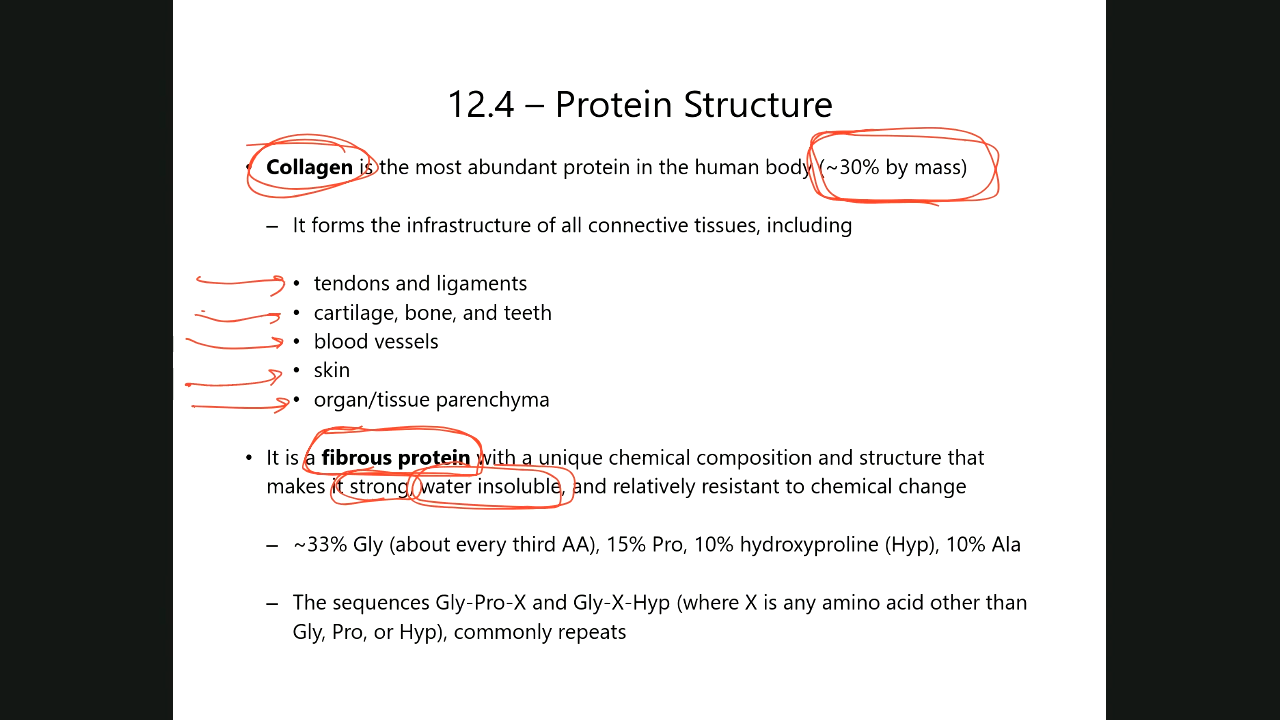 12.4 – Protein Structure
• Collagen is the most abundant protein in the human body (~30% by mass)
– It forms the infrastructure of all connective tissues, including
• tendons and ligaments
• cartilage, bone, and teeth
• blood vessels
• skin
• organ/tissue parenchyma
• It is a fibrous protein with a unique chemical composition and structure that
makes it strong, water insoluble, and relatively resistant to chemical change
– ~33% Gly (about every third AA), 15% Pro, 10% hydroxyproline (Hyp), 10% Ala
– The sequences Gly-Pro-X and Gly-X-Hyp (where X is any amino acid other than
Gly, Pro, or Hyp), commonly repeats